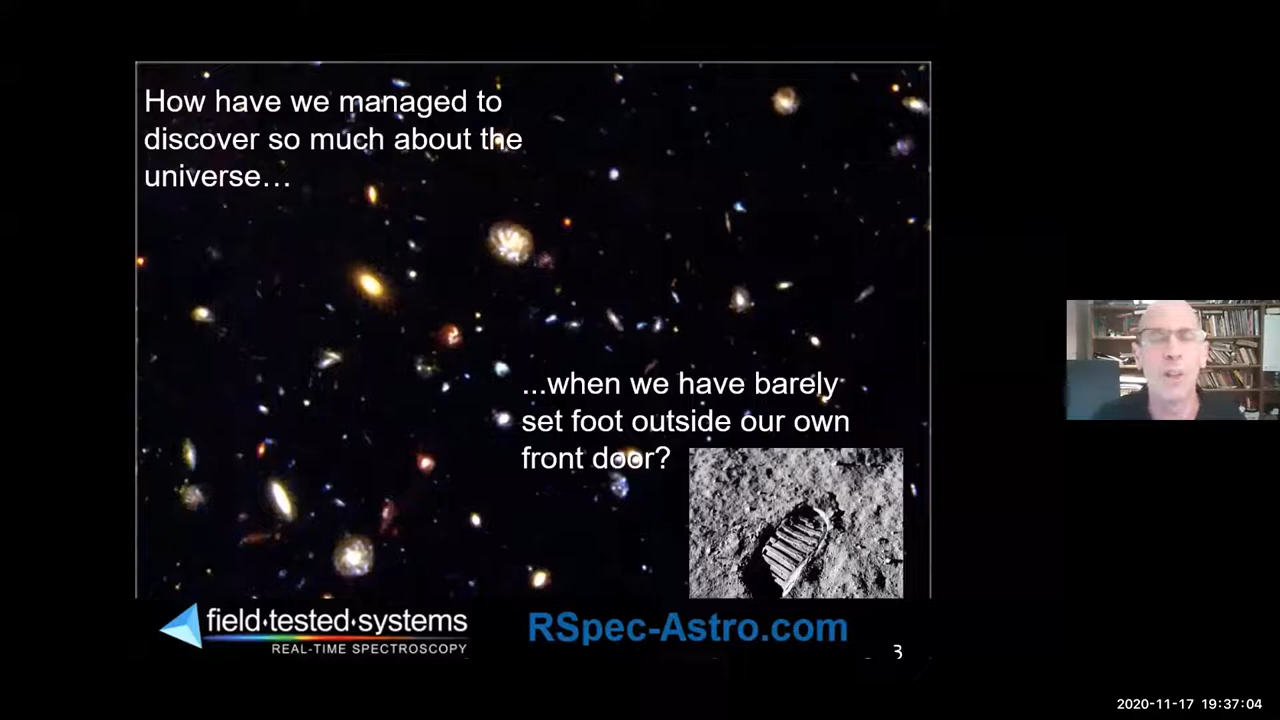 How have we managed to
discover so much about the
universe…
...when we have barely
set foot outside our own
front door?
field·tested·systems
REAL-TIME SPECTROSCOPY
RSpec-Astro.com
3
2020-11-17 19:37:04